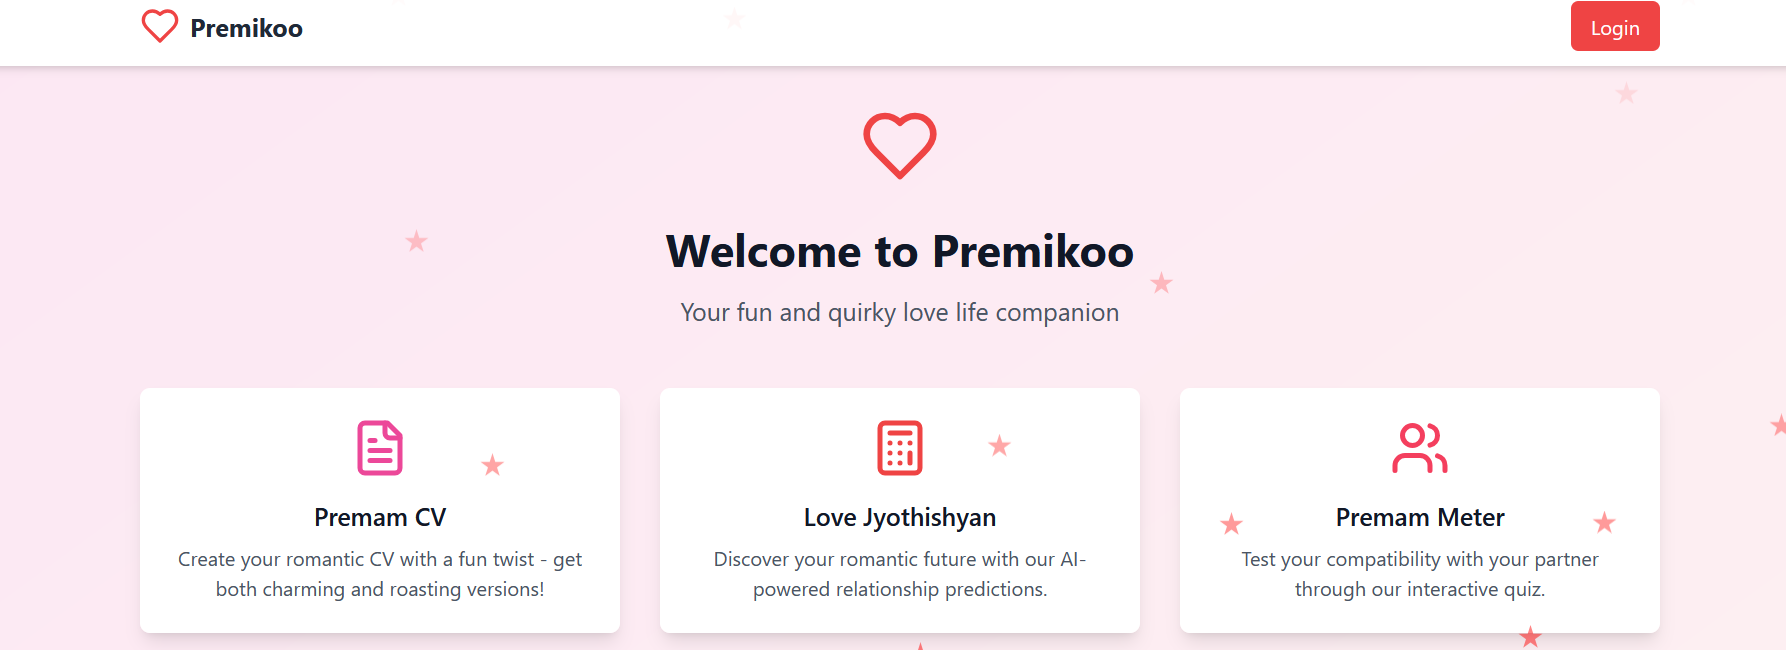 Premikoo
Login
Welcome to Premikoo
Your fun and quirky love life companion
Premam CV
Create your romantic CV with a fun twist - get
both charming and roasting versions!
Love Jyothishyan
Discover your romantic future with our AI-
powered relationship predictions.
Premam Meter
Test your compatibility with your partner
through our interactive quiz.